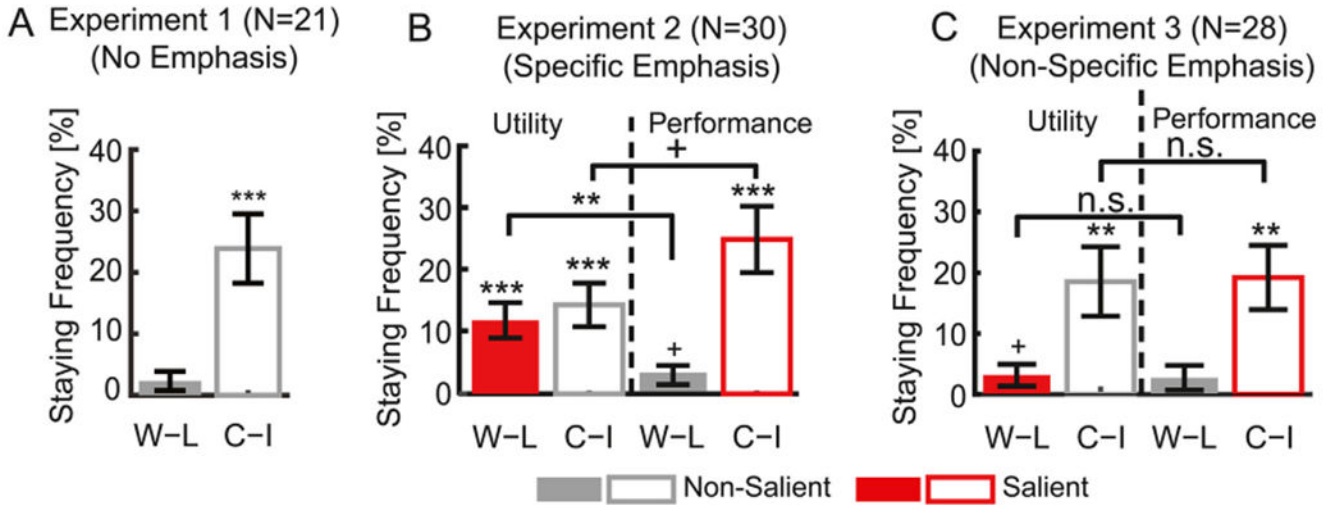 A Experiment 1 (N=21)
(No Emphasis)
Staying Frequency [%]
40
30
20
10
0
***
W–L C–I
B Experiment 2 (N=30)
(Specific Emphasis)
Utility Performance
Staying Frequency [%]
40
30
20
10
0
+
**
***
***
***
+
W–L C–I W–L C–I
C Experiment 3 (N=28)
(Non-Specific Emphasis)
Utility Performance
Staying Frequency [%]
40
30
20
10
0
n.s.
n.s.
**
**
+
W–L C–I W–L C–I
Non-Salient Salient